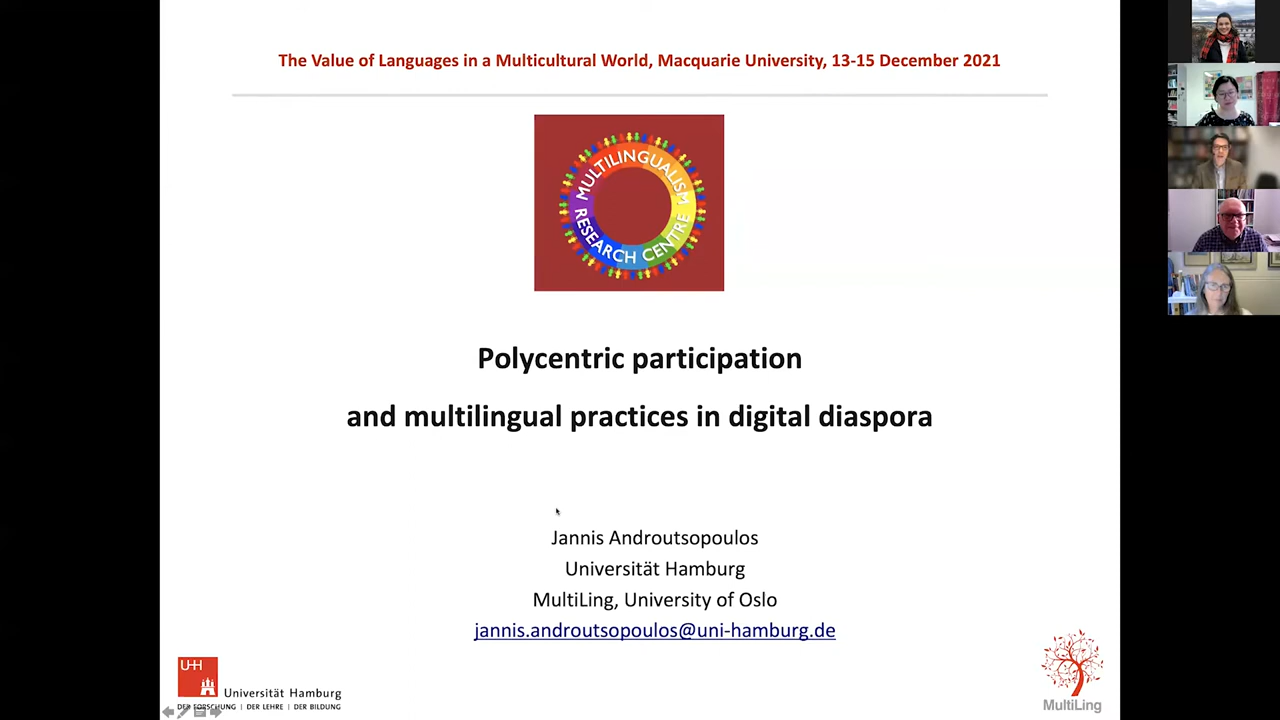 The Value of Languages in a Multicultural World, Macquarie University, 13-15 December 2021
MULTILINGUALISM
RESEARCH CENTRE
Polycentric participation
and multilingual practices in digital diaspora
Jannis Androutsopoulos
Universität Hamburg
MultiLing, University of Oslo
jannis.androutsopoulos@uni-hamburg.de
UH
Universität Hamburg
DER FORSCHUNG | DER LEHRE | DER BILDUNG
MultiLing